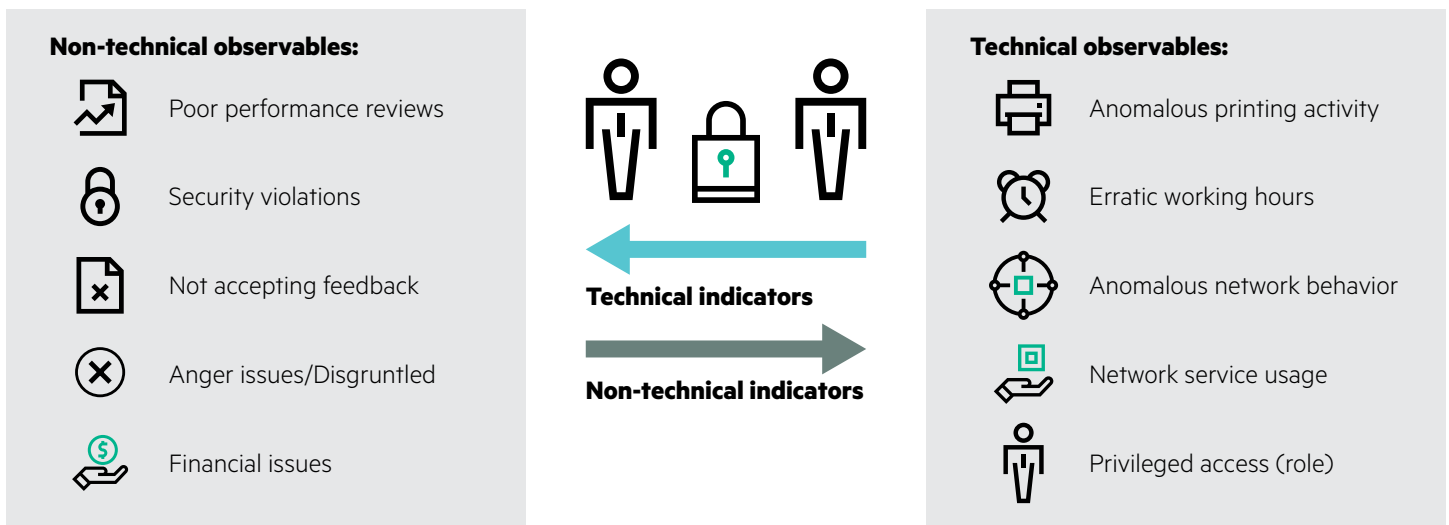 Non-technical observables:
Poor performance reviews
Security violations
Not accepting feedback
Anger issues/Disgruntled
$
Financial issues
Technical indicators
Non-technical indicators
Technical observables:
Anomalous printing activity
Erratic working hours
Anomalous network behavior
Network service usage
Privileged access (role)